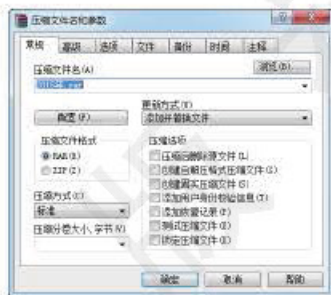 压缩文件名和参数
常规 高级 选项 文件 备份 时间 注释
压缩文件名(A)
浏览(B)..
配置(F)
更新方式(U)
添加并替换文件
压缩文件格式
RAR(R)
ZIP(Z)
压缩方式(C)
标准
压缩分卷大小,字节(V)
压缩选项
压缩后删除源文件(L)
创建自解压格式压缩文件(X)
创建固实压缩文件(S)
添加用户身份校验信息(T)
添加恢复记录(E)
测试压缩文件(O)
锁定压缩文件(K)
确定 取消 帮助